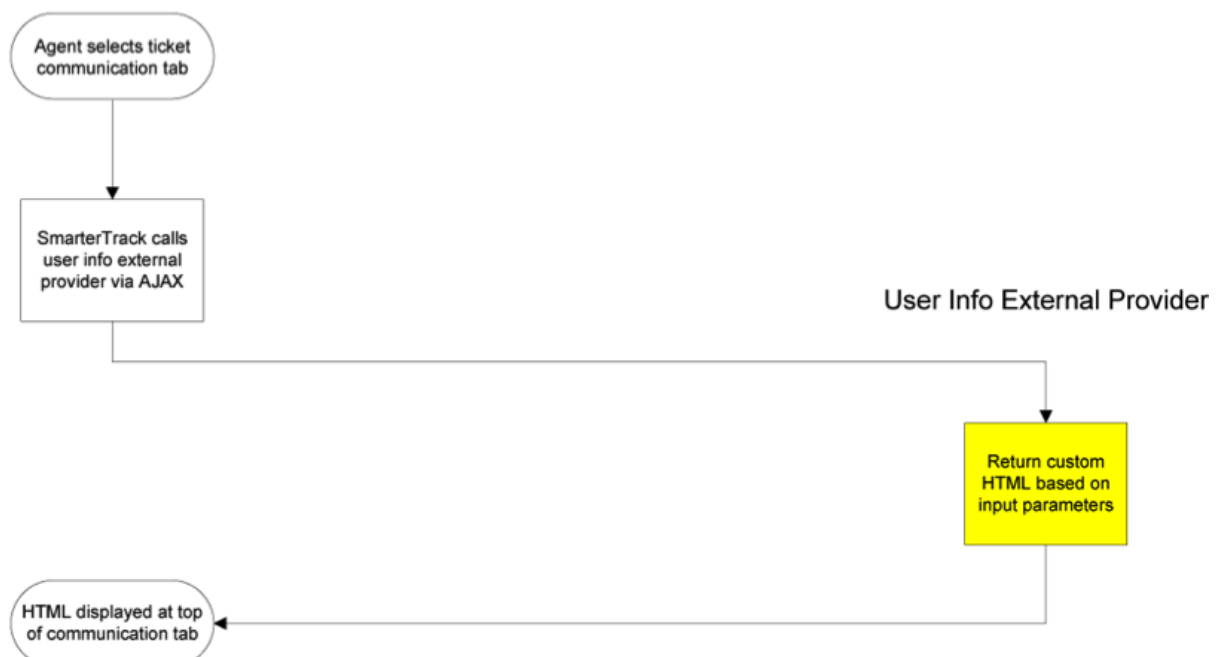 Agent selects ticket
communication tab
SmarterTrack calls
user info external
provider via AJAX
User Info External Provider
Return custom
HTML based on
input parameters
HTML displayed at top
of communication tab